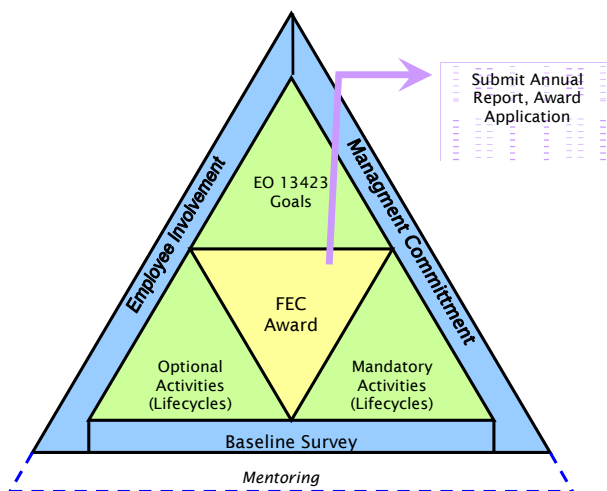 Submit Annual
Report, Award
Application
Employee Involvement
Managment Committment
EO 13423
Goals
FEC
Award
Optional
Activities
(Lifecycles)
Mandatory
Activities
(Lifecycles)
Baseline Survey
Mentoring